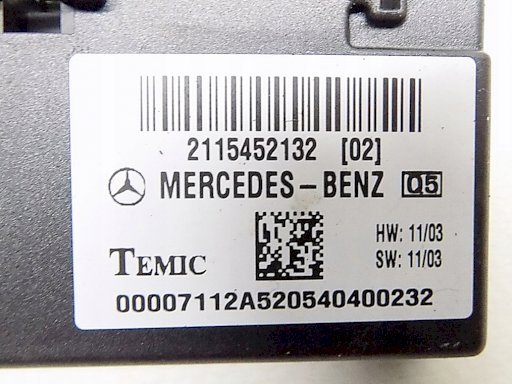 2115452132 [02]
MERCEDES-BENZ Q5
HW: 11/03
TEMIC
SW: 11/03
00007112A520540400232